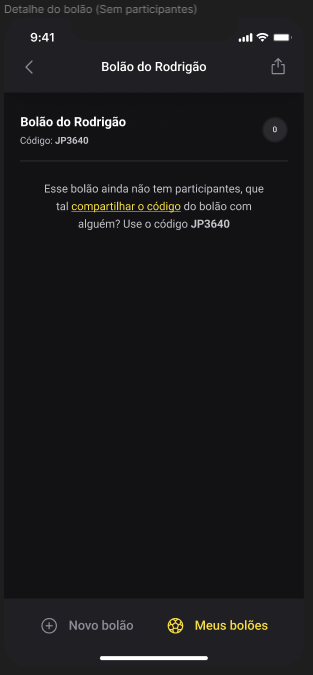 Detalhe do bolão (Sem participantes)
9:41
Bolão do Rodrigão
Bolão do Rodrigão
0
Código: JP3640
Esse bolão ainda não tem participantes, que
tal compartilhar o código do bolão com
alguém? Use o código JP3640
Novo bolão
Meus bolões